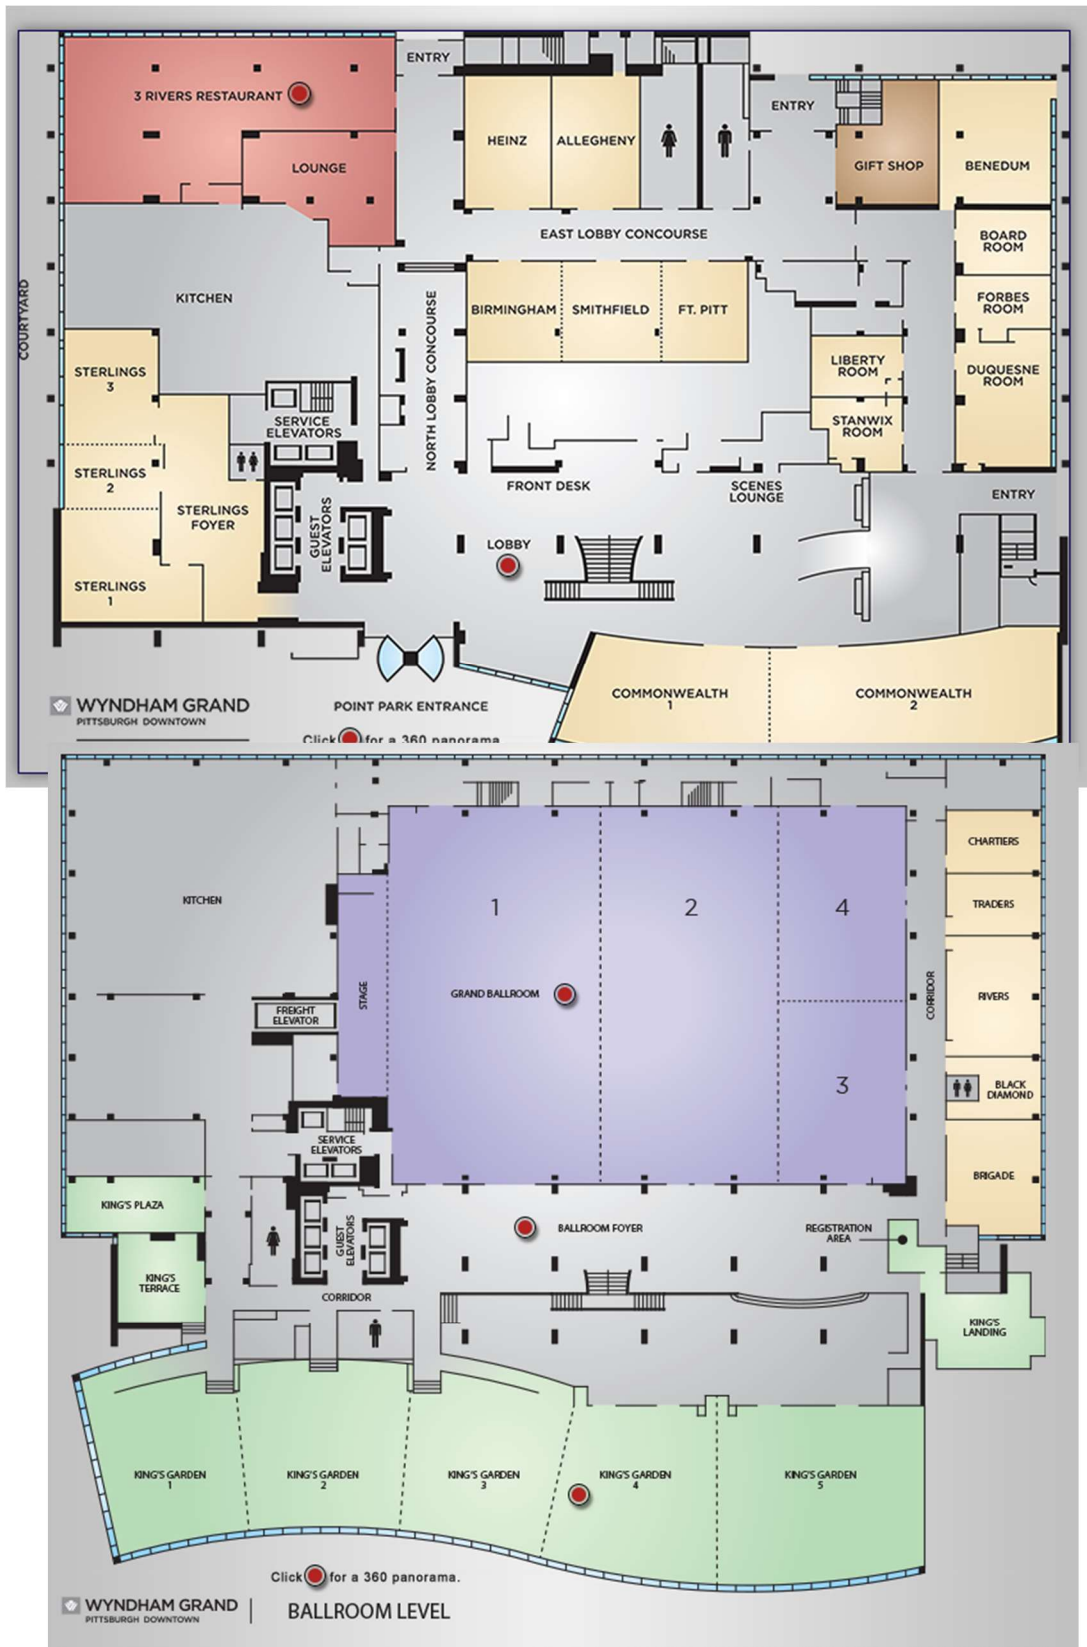 ENTRY
3 RIVERS RESTAURANT
LOUNGE
HEINZ
ALLEGHENY
ENTRY
GIFT SHOP
BENEDUM
EAST LOBBY CONCOURSE
BOARD
ROOM
COURTYARD
KITCHEN
NORTH LOBBY CONCOURSE
BIRMINGHAM
SMITHFIELD
FT. PITT
FORBES
ROOM
LIBERTY
ROOM
DUQUESNE
ROOM
STERLINGS
3
STANWIX
ROOM
SERVICE
ELEVATORS
STERLINGS
2
FRONT DESK
SCENES
LOUNGE
ENTRY
STERLINGS
FOYER
GUEST
ELEVATORS
LOBBY
STERLINGS
1
COMMONWEALTH
1
COMMONWEALTH
2
WYNDHAM GRAND
PITTSBURGH DOWNTOWN
POINT PARK ENTRANCE
Click for a 360 panorama
CHARTIERS
KITCHEN
1
2
4
TRADERS
STAGE
GRAND BALLROOM
CORRIDOR
RIVERS
FREIGHT
ELEVATOR
3
BLACK
DIAMOND
SERVICE
ELEVATORS
BRIGADE
KING'S PLAZA
GUEST
ELEVATORS
BALLROOM FOYER
REGISTRATION
AREA
KING'S
TERRACE
CORRIDOR
KING'S
LANDING
KING'S GARDEN
1
KING'S GARDEN
2
KING'S GARDEN
3
KING'S GARDEN
4
KING'S GARDEN
5
Click for a 360 panorama.
WYNDHAM GRAND
PITTSBURGH DOWNTOWN
BALLROOM LEVEL